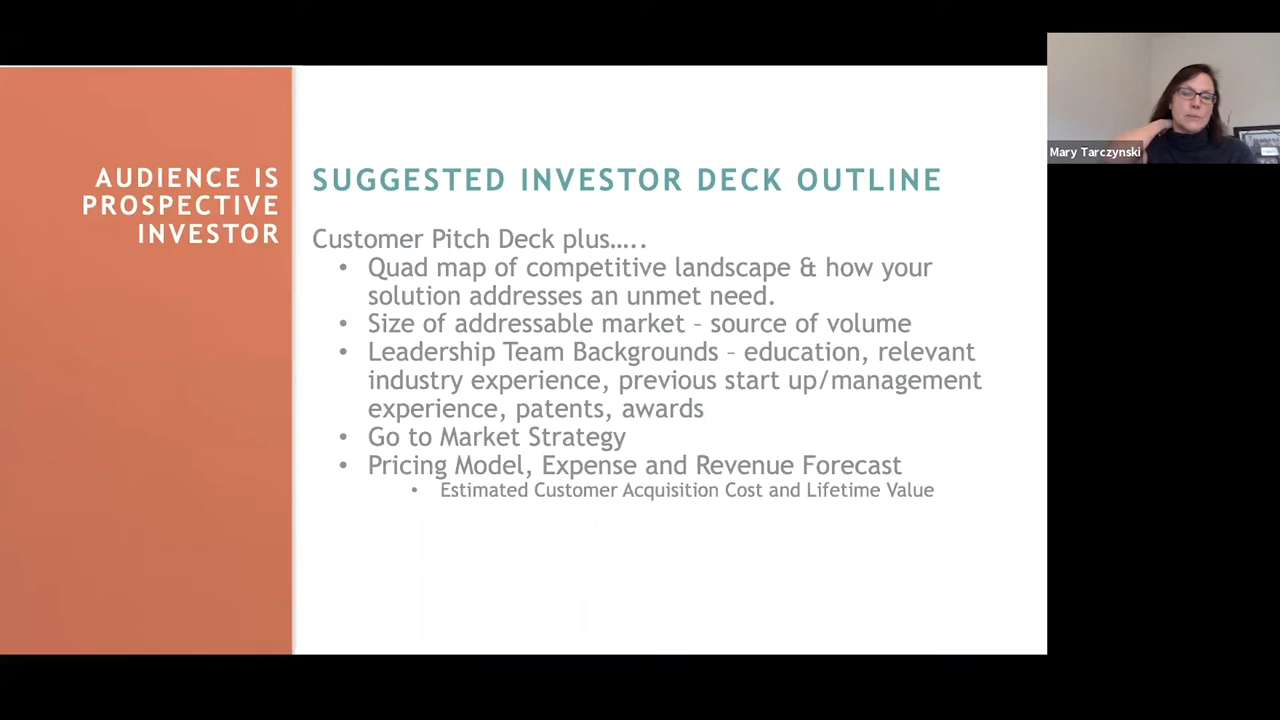 AUDIENCE IS
PROSPECTIVE
INVESTOR
SUGGESTED INVESTOR DECK OUTLINE
Customer Pitch Deck plus…..
• Quad map of competitive landscape & how your
solution addresses an unmet need.
• Size of addressable market – source of volume
• Leadership Team Backgrounds – education, relevant
industry experience, previous start up/management
experience, patents, awards
• Go to Market Strategy
• Pricing Model, Expense and Revenue Forecast
• Estimated Customer Acquisition Cost and Lifetime Value
Mary Tarczynski